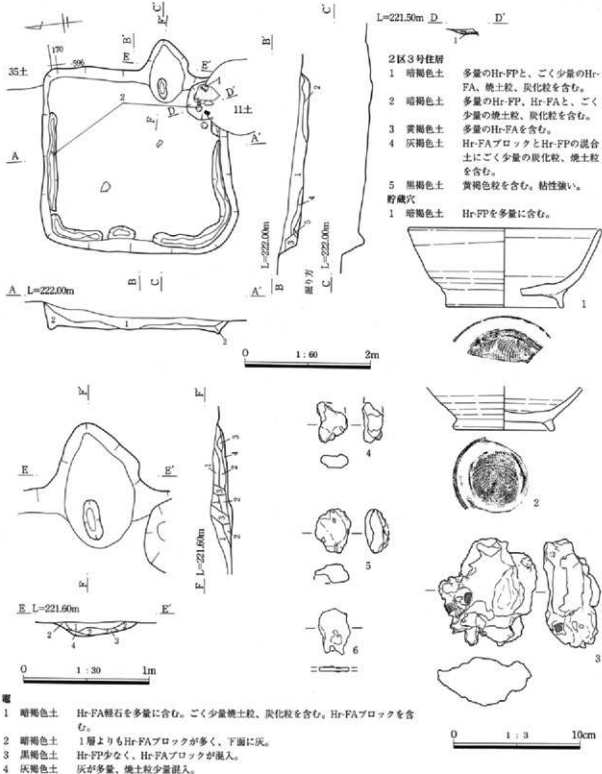 C'
C'
F'
B'
E
E'
B'
170
596
35土
D'
D
F
2
11土
A
A'
A'
1
2
4
5
3
L=222.00m
B
掘り方
L=222.00m
C
B
C
A L=222.00m
A'
2
1
2
0 1:60 2m
L=221.50m D D'
1
2区3号住居
1 暗褐色土 多量のHr-FPと、ごく少量のHr-
FA、焼土粒、炭化粒を含む。
2 暗褐色土 多量のHr-FP、Hr-FAと、ごく
少量の焼土粒、炭化粒を含む。
3 黄褐色土 多量のHr-FAを含む。
4 灰褐色土 Hr-FAブロックとHr-FPの混合
土にごく少量の炭化粒、焼土粒
を含む。
5 黒褐色土 黄褐色粒を含む。粘性強い。
貯蔵穴
1 暗褐色土 Hr-FPを多量に含む。
1
2
3
4
5
6
F'
F'
E
E'
F
F L=221.60m
E L=221.60m
E'
2
4
3
0 1:30 1m
竈
1 暗褐色土 Hr-FA軽石を多量に含む。ごく少量焼土粒、炭化粒を含む。Hr-FAブロックを含
む。
2 暗褐色土 1層よりもHr-FAブロックが多く、下面に灰。
3 黒褐色土 Hr-FP少なく、Hr-FAブロックが混入。
4 灰褐色土 灰が多量、焼土粒少量混入。
0 1:3 10cm